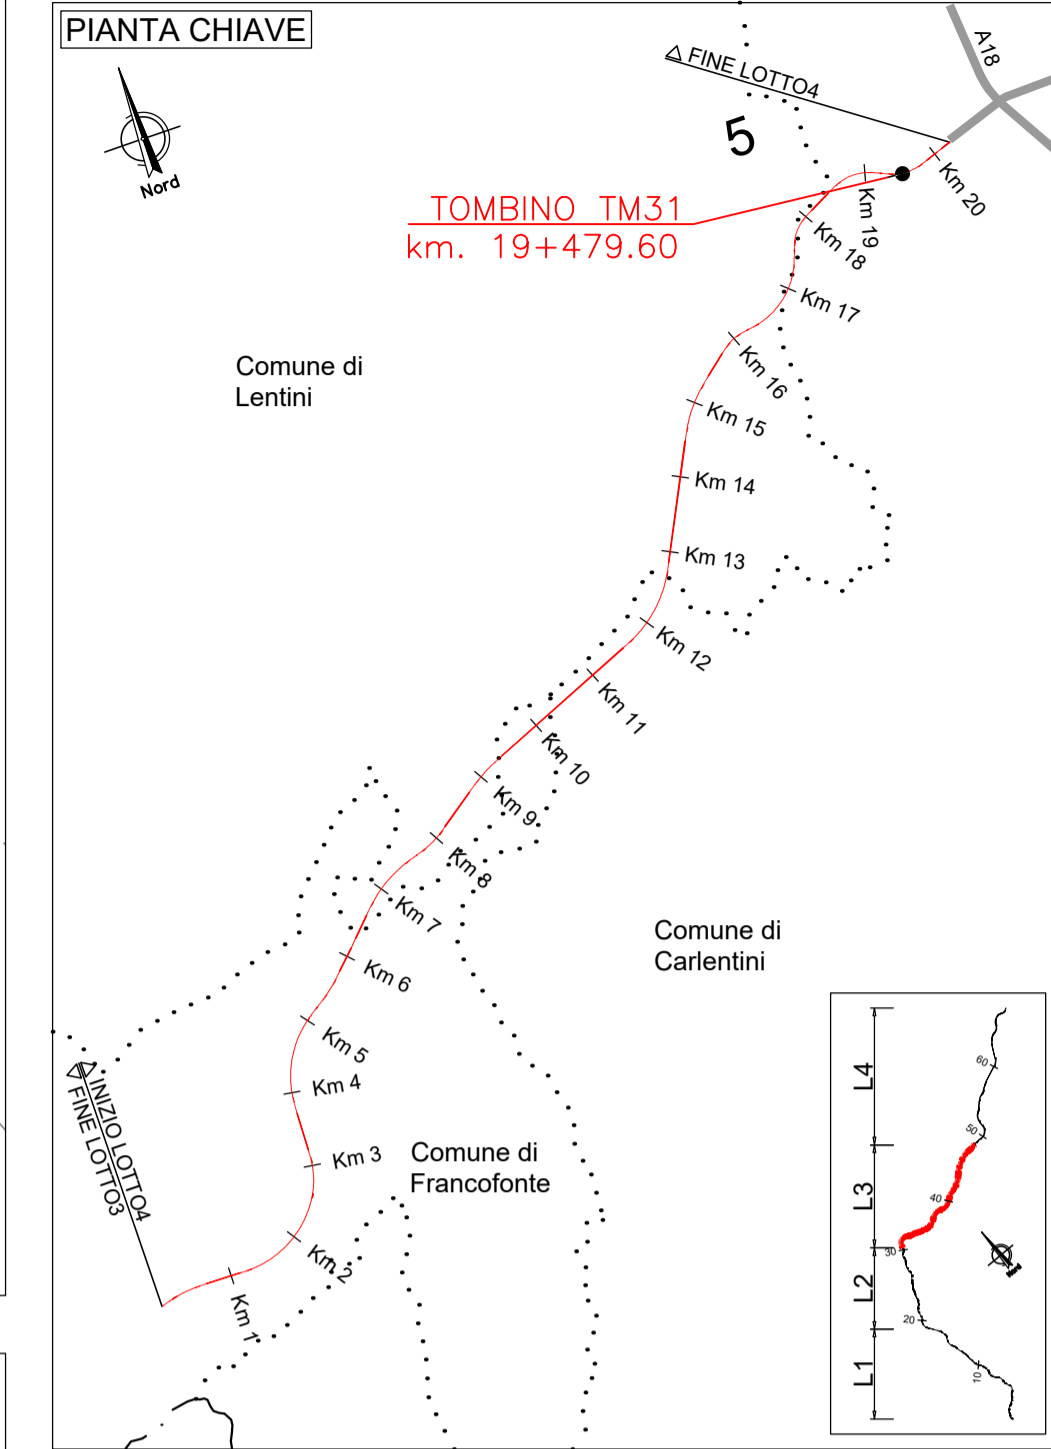 PIANTA CHIAVE
Nord
FINE LOTTO4
A18
5
TOMBINO TM31
km. 19+479.60
Km 20
Km 19
Km 18
Km 17
Km 16
Km 15
Km 14
Km 13
Km 12
Km 11
Km 10
Km 9
Km 8
Km 7
Km 6
Km 5
Km 4
Km 3
Km 2
Km 1
Comune di
Lentini
Comune di
Carlentini
Comune di
Francofonte
INIZIO LOTTO4
FINE LOTTO3
L4
L3
L2
L1
60
50
40
30
20
10